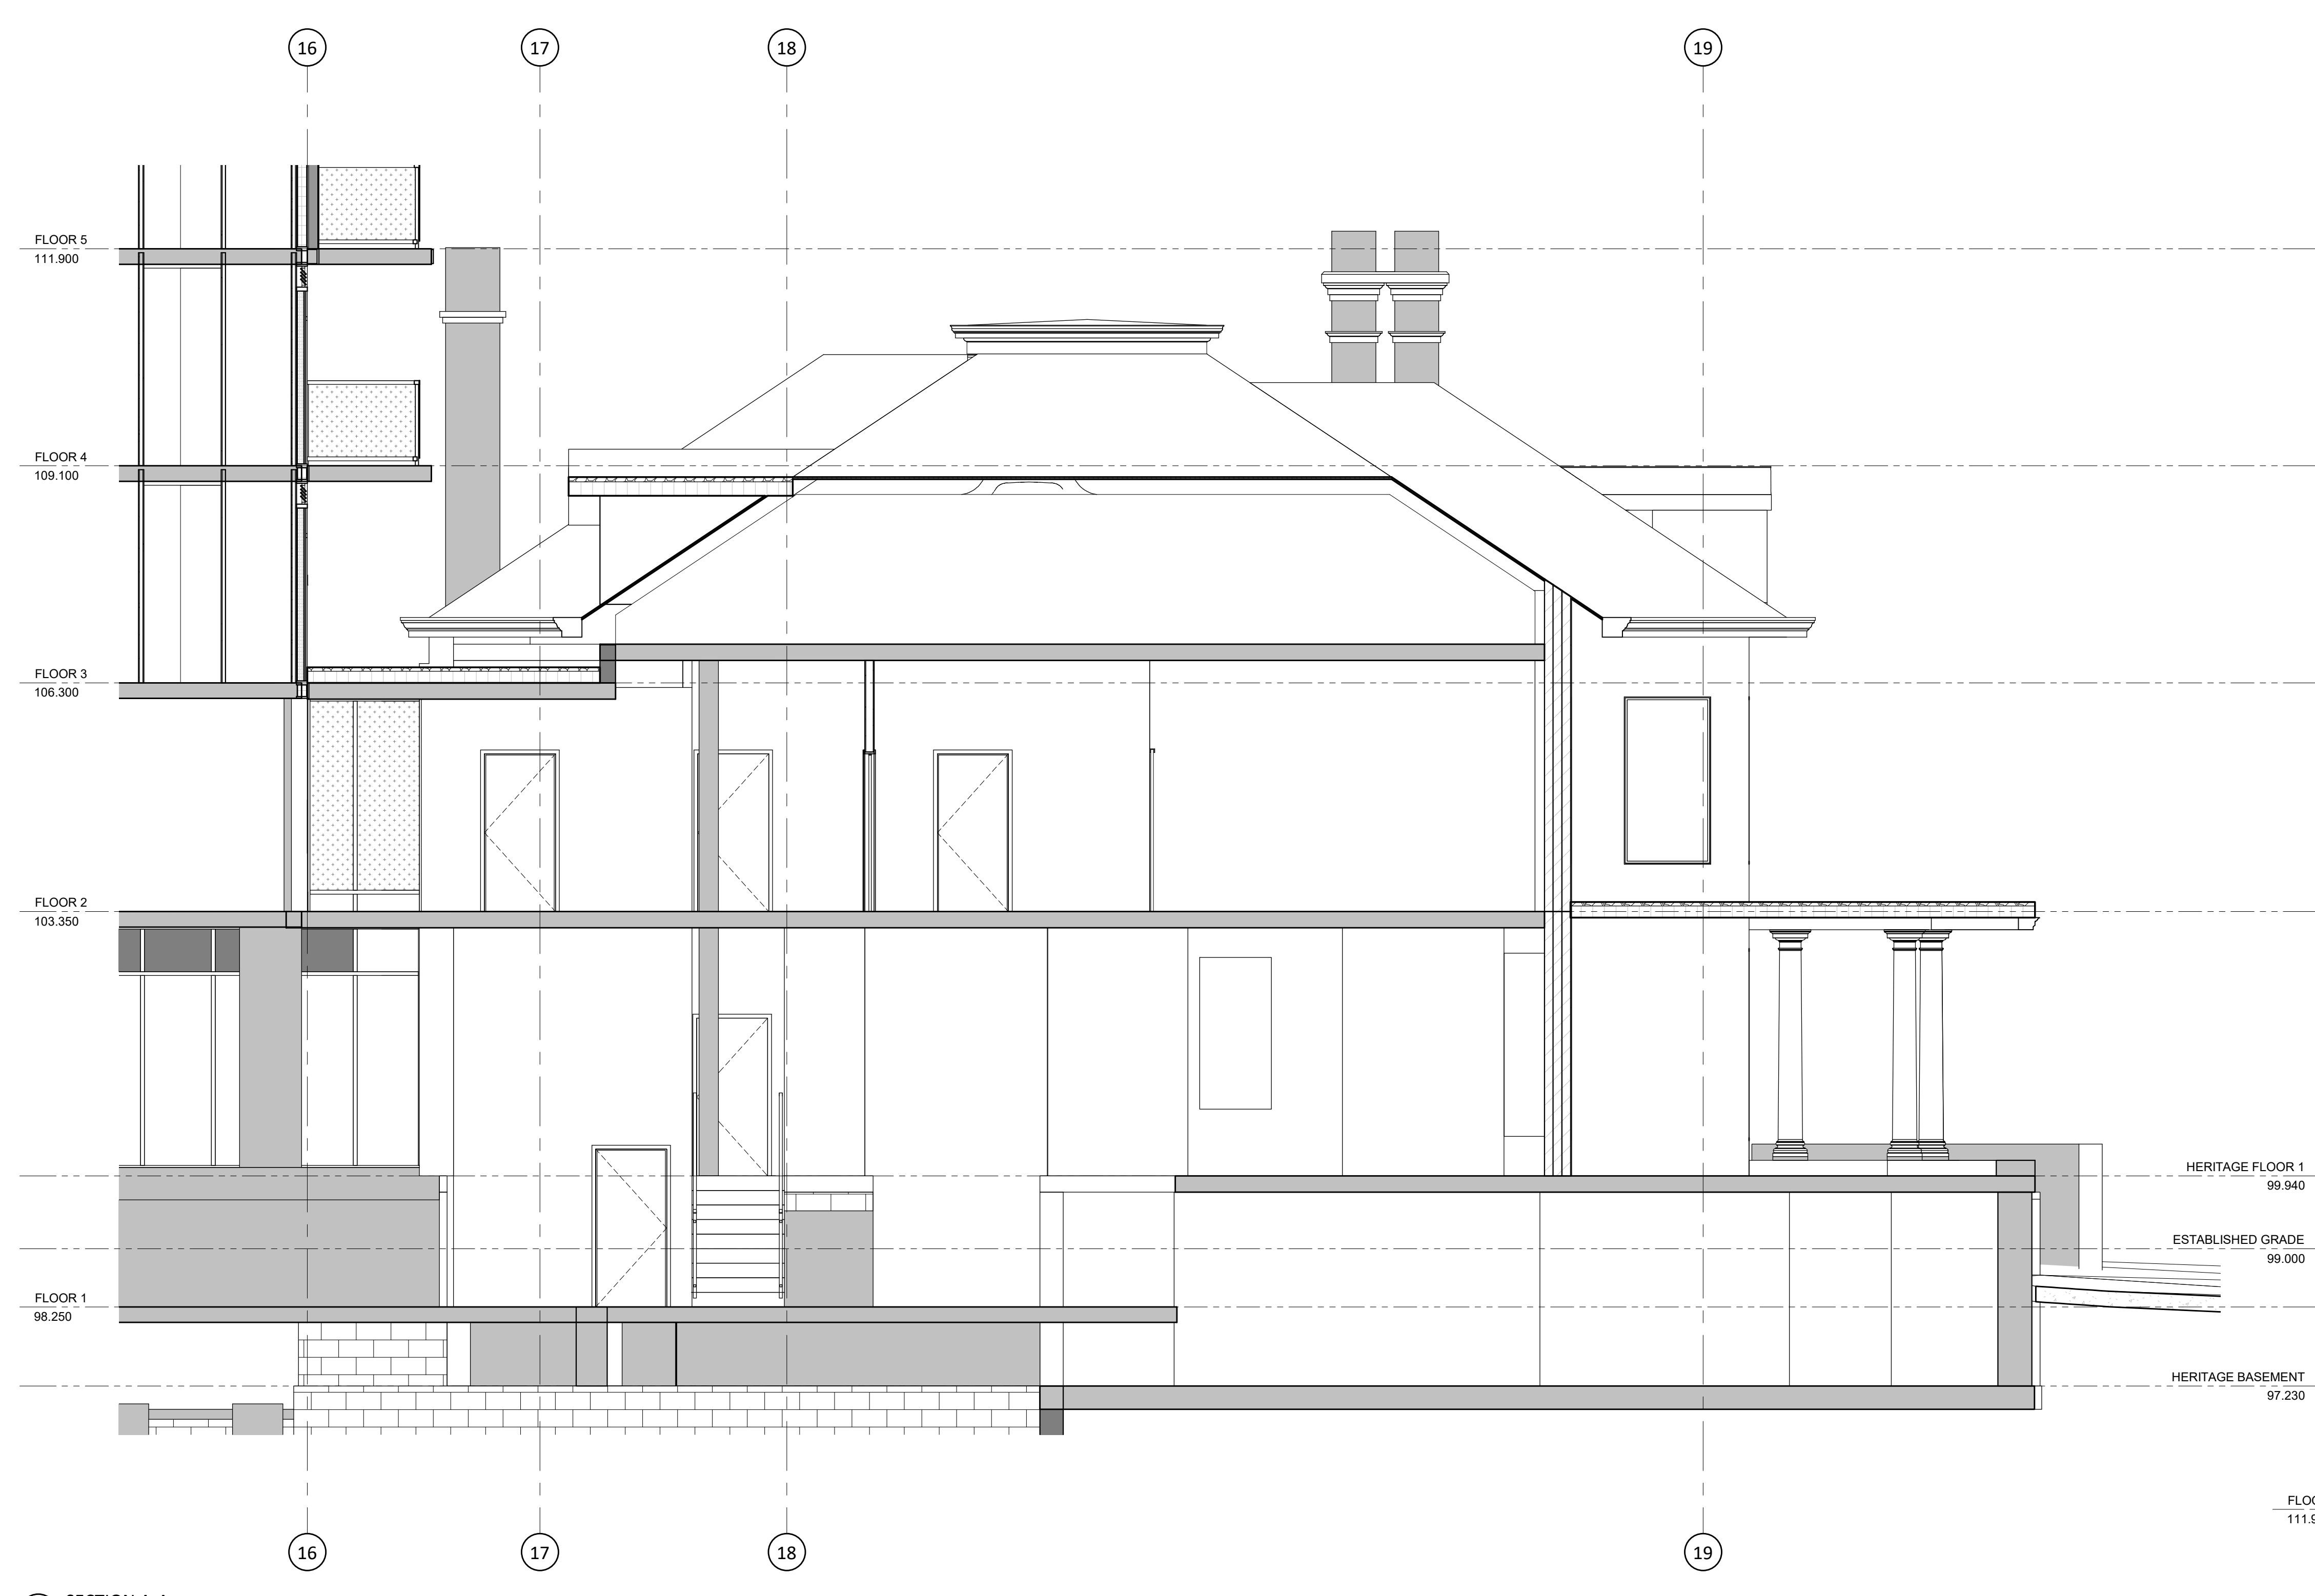 16
17
18
19
FLOOR 5
111.900
FLOOR 4
109.100
FLOOR 3
106.300
FLOOR 2
103.350
HERITAGE FLOOR 1
99.940
ESTABLISHED GRADE
99.000
FLOOR 1
98.250
HERITAGE BASEMENT
97.230
16
17
18
19